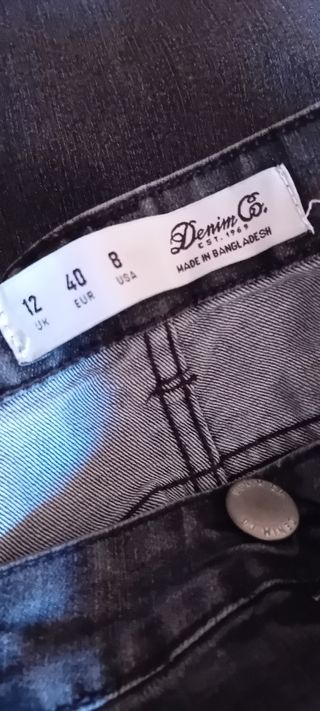 12 40 8
UK EUR USA
Denim Co.
EST. 1969
MADE IN BANGLADESH